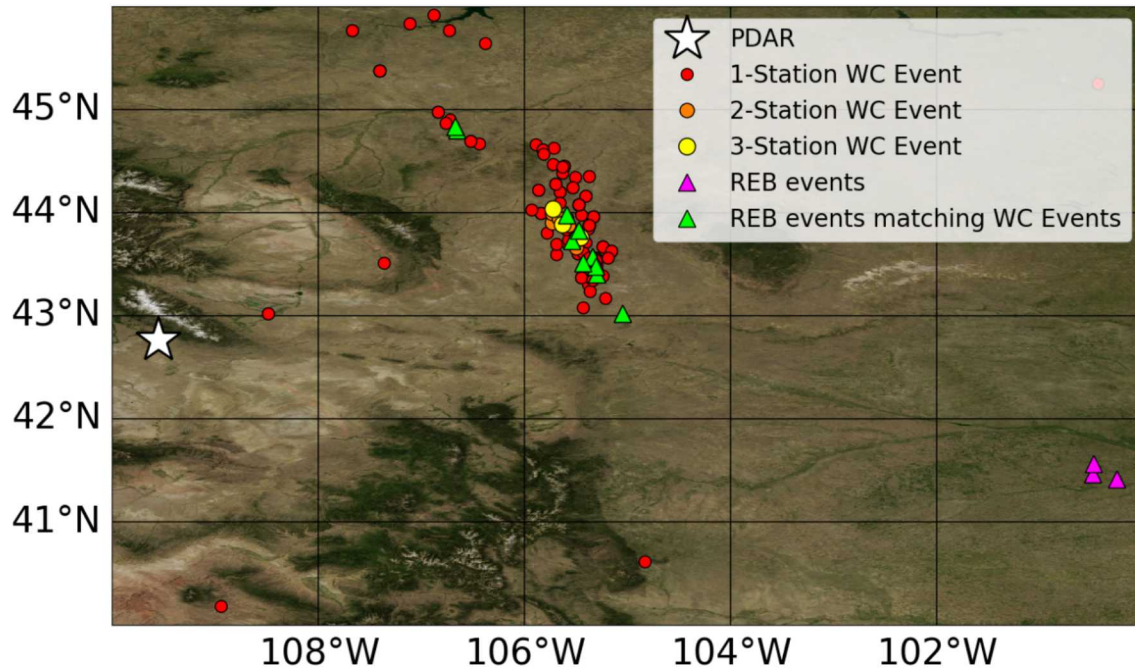 PDAR
1-Station WC Event
2-Station WC Event
3-Station WC Event
REB events
REB events matching WC Events
45°N
44°N
43°N
42°N
41°N
108°W 106°W 104°W 102°W